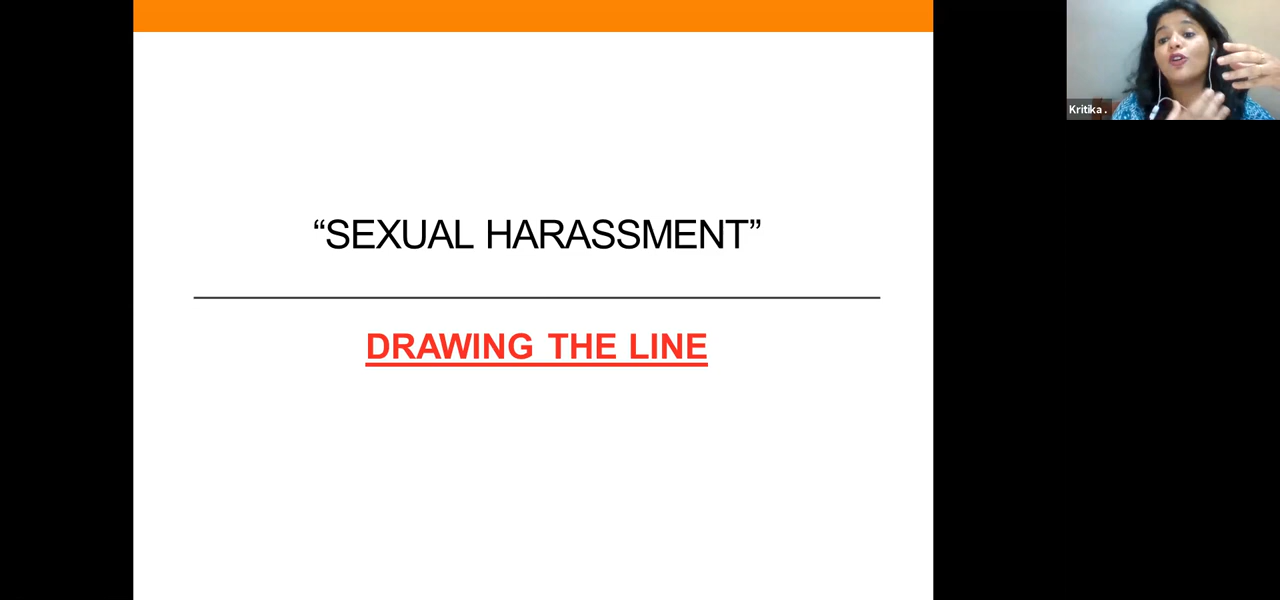 “SEXUAL HARASSMENT”
DRAWING THE LINE
Kritika .